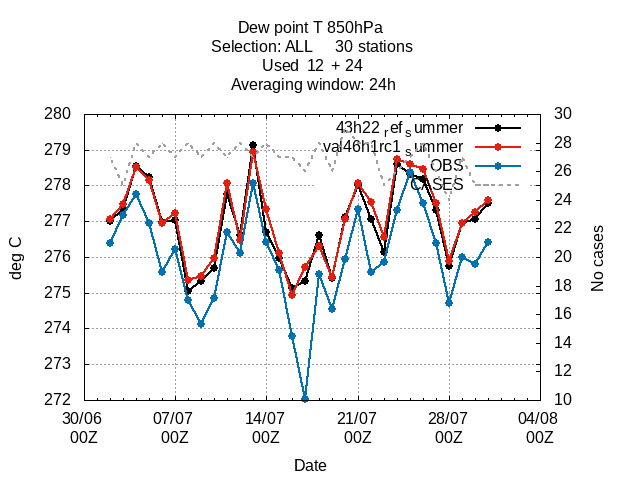 Dew point T 850hPa
Selection: ALL 30 stations
Used 12 + 24
Averaging window: 24h
280 30
43h22refsummer
279 28
val46h1rc1summer
OBS
278 26
CASES
277 24
276 22
275 20
274 18
273 16
272 14
12
10
deg C
No cases
30/06 07/07 14/07 21/07 28/07 04/08
00Z 00Z 00Z 00Z 00Z 00Z
Date